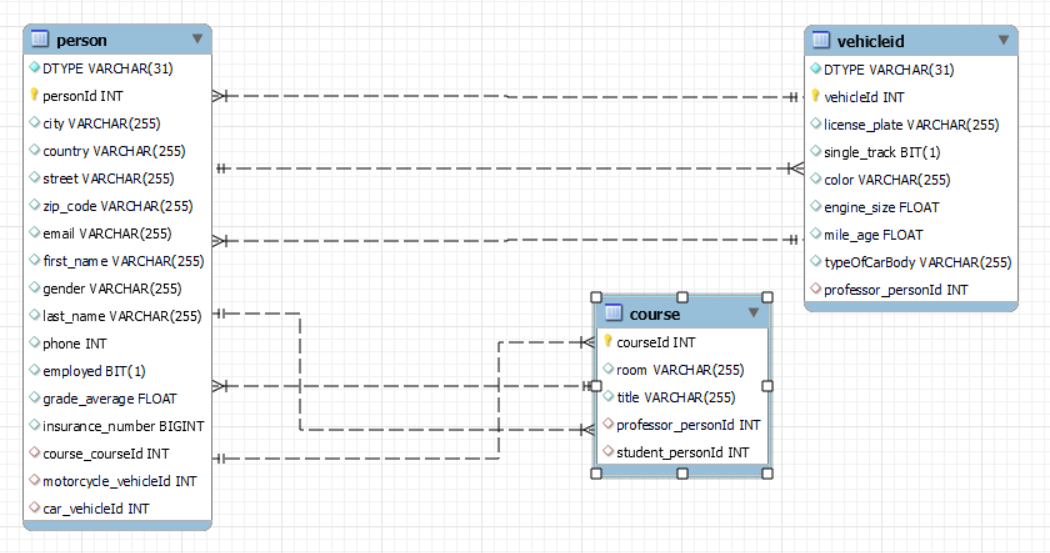 person
DTYPE VARCHAR(31)
personId INT
city VARCHAR(255)
country VARCHAR(255)
street VARCHAR(255)
zip_code VARCHAR(255)
email VARCHAR(255)
first_name VARCHAR(255)
gender VARCHAR(255)
last_name VARCHAR(255)
phone INT
employed BIT(1)
grade_average FLOAT
insurance_number BIGINT
course_courseId INT
motorcycle_vehicleId INT
car_vehicleId INT
vehicleid
DTYPE VARCHAR(31)
vehicleId INT
license_plate VARCHAR(255)
single_track BIT(1)
color VARCHAR(255)
engine_size FLOAT
mile_age FLOAT
typeOfCarBody VARCHAR(255)
professor_personId INT
course
courseId INT
room VARCHAR(255)
title VARCHAR(255)
professor_personId INT
student_personId INT